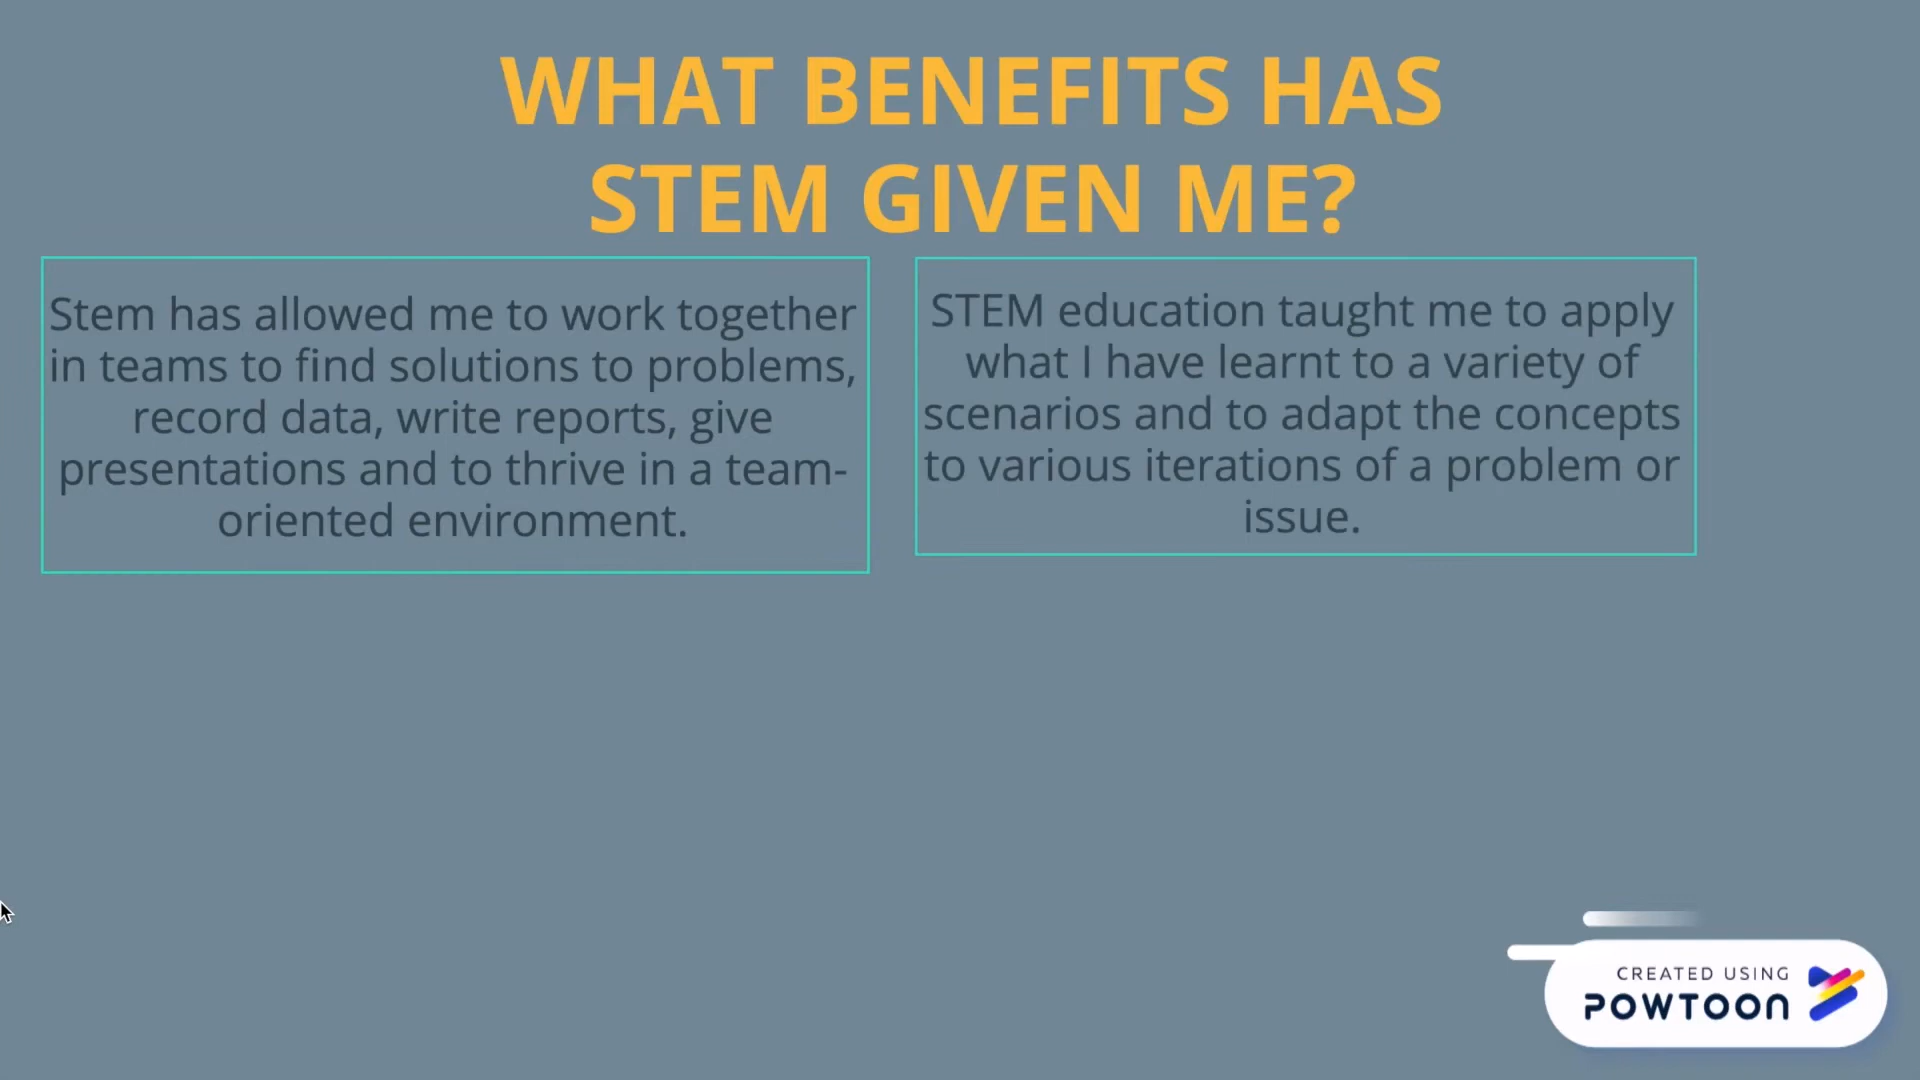 WHAT BENEFITS HAS
STEM GIVEN ME?
Stem has allowed me to work together
in teams to find solutions to problems,
record data, write reports, give
presentations and to thrive in a team-
oriented environment.
STEM education taught me to apply
what I have learnt to a variety of
scenarios and to adapt the concepts
to various iterations of a problem or
issue.
CREATED USING
POWTOON